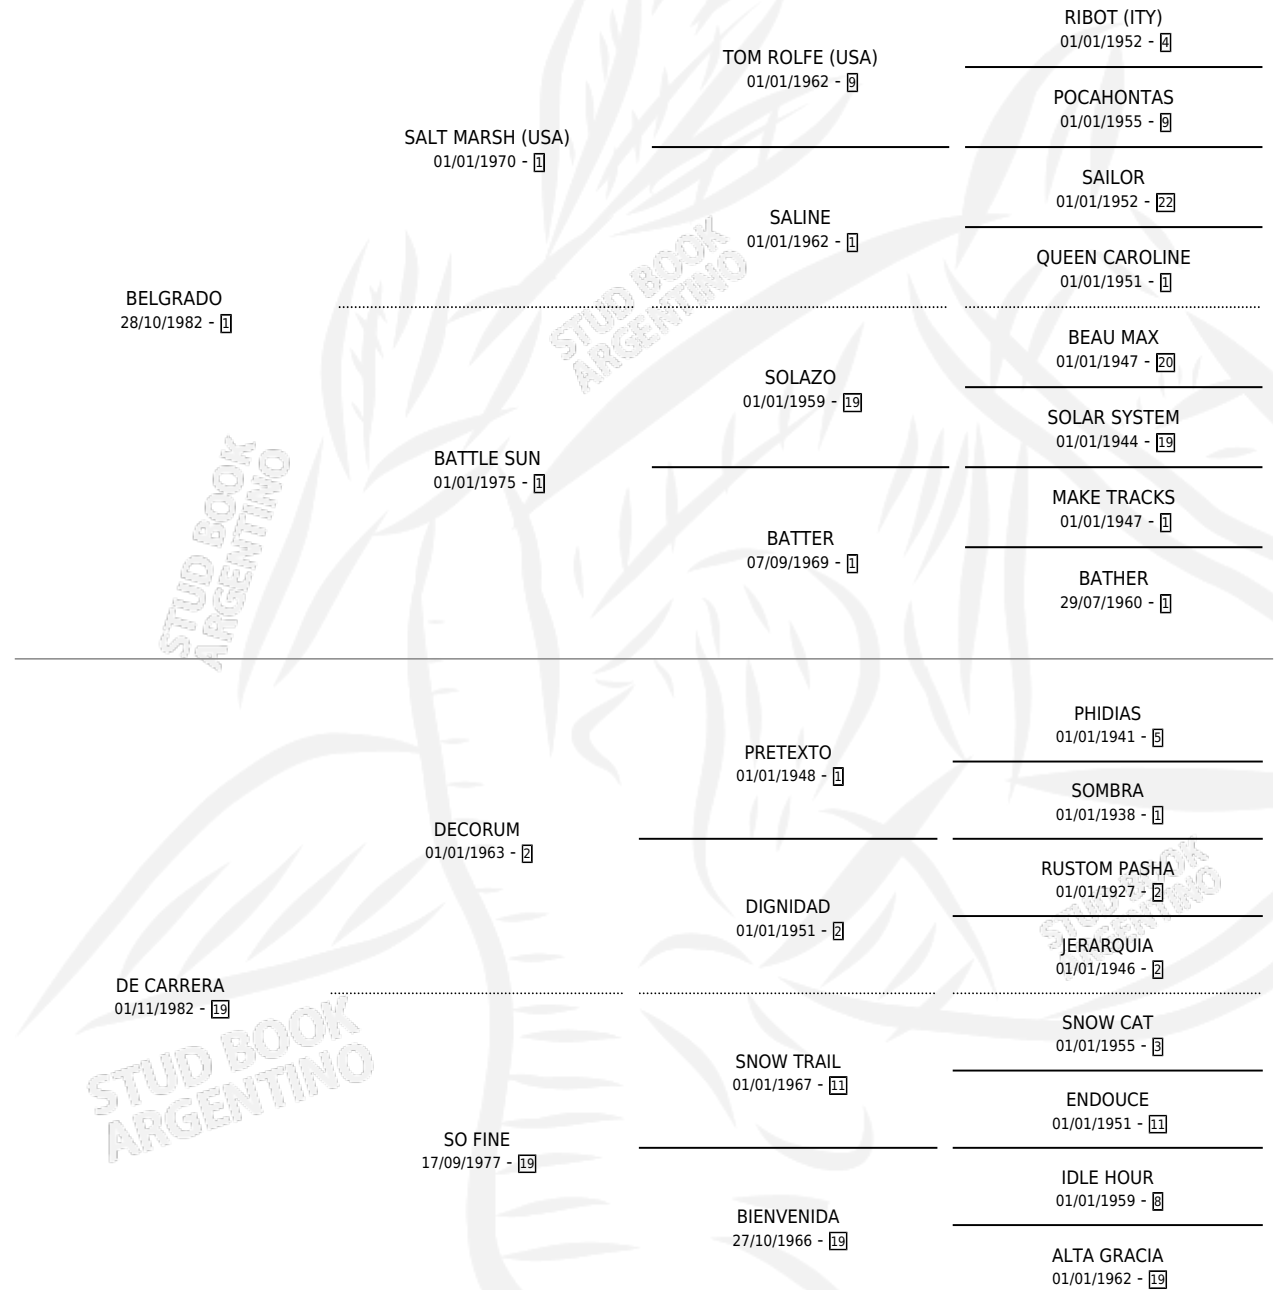 RIBOT (ITY)
01/01/1952 - 4
TOM ROLFE (USA)
01/01/1962 - 9
POCAHONTAS
01/01/1955 - 9
SALT MARSH (USA)
01/01/1970 - 1
SAILOR
01/01/1952 - 22
SALINE
01/01/1962 - 1
QUEEN CAROLINE
01/01/1951 - 1
BELGRADO
28/10/1982 - 1
BEAU MAX
01/01/1947 - 20
SOLAZO
01/01/1959 - 19
SOLAR SYSTEM
01/01/1944 - 19
BATTLE SUN
01/01/1975 - 1
MAKE TRACKS
01/01/1947 - 1
BATTER
07/09/1969 - 1
BATHER
29/07/1960 - 1
STUD BOOK
ARGENTINO
STUD BOOK
ARGENTINO
PHIDIAS
01/01/1941 - 5
PRETEXTO
01/01/1948 - 1
SOMBRA
01/01/1938 - 1
DECORUM
01/01/1963 - 2
RUSTOM PASHA
01/01/1927 - 2
DIGNIDAD
01/01/1951 - 2
JERARQUIA
01/01/1946 - 2
DE CARRERA
01/11/1982 - 19
SNOW CAT
01/01/1955 - 3
SNOW TRAIL
01/01/1967 - 11
ENDOUCE
01/01/1951 - 11
SO FINE
17/09/1977 - 19
IDLE HOUR
01/01/1959 - 8
BIENVENIDA
27/10/1966 - 19
ALTA GRACIA
01/01/1962 - 19
STUD BOOK
ARGENTINO
STUD BOOK
ARGENTINO